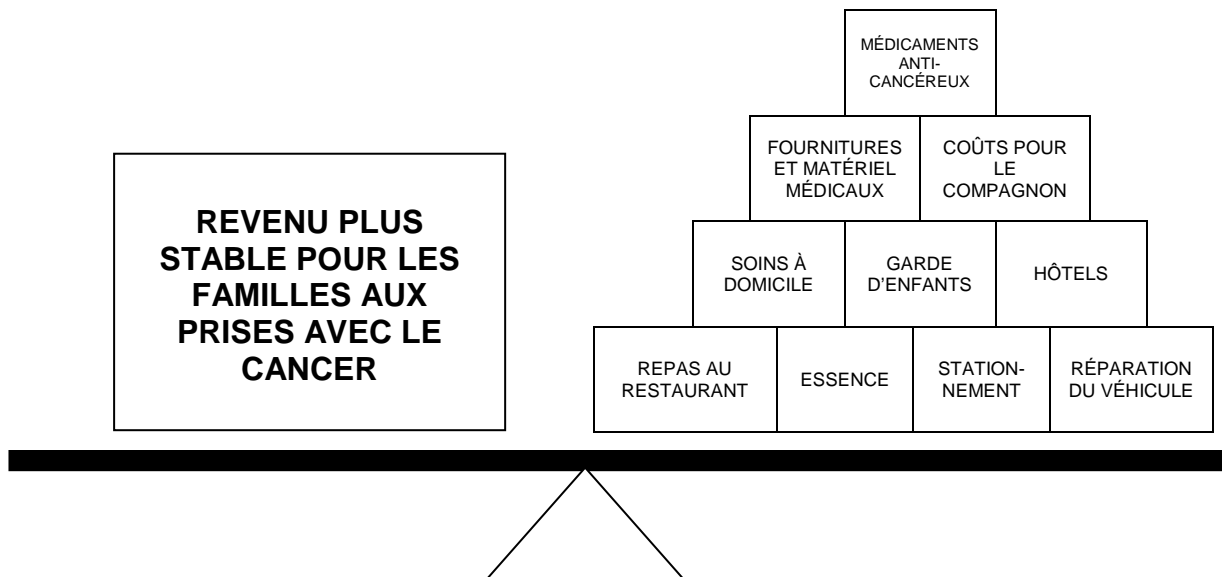 REVENU PLUS
STABLE POUR LES
FAMILLES AUX
PRISES AVEC LE
CANCER
MÉDICAMENTS
ANTI-
CANCÉREUX
FOURNITURES
ET MATÉRIEL
MÉDICAUX
COÛTS POUR
LE
COMPAGNON
SOINS À
DOMICILE
GARDE
D'ENFANTS
HÔTELS
REPAS AU
RESTAURANT
ESSENCE
STATION-
NEMENT
RÉPARATION
DU VÉHICULE